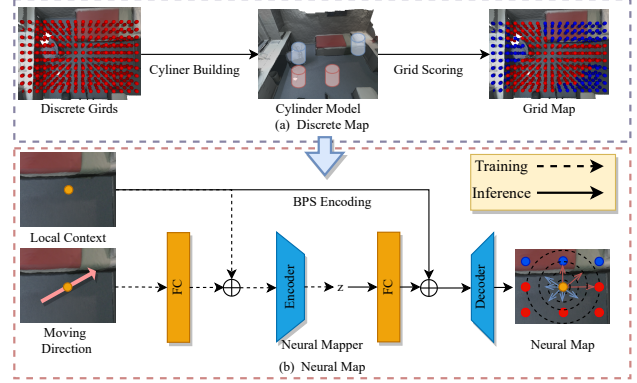 Cyliner Building
Grid Scoring
Discrete Girds
Cylinder Model
Grid Map
(a) Discrete Map
Training
Inference
BPS Encoding
Local Context
FC
Encoder
z
FC
Decoder
Moving
Direction
Neural Mapper
Neural Map
(b) Neural Map